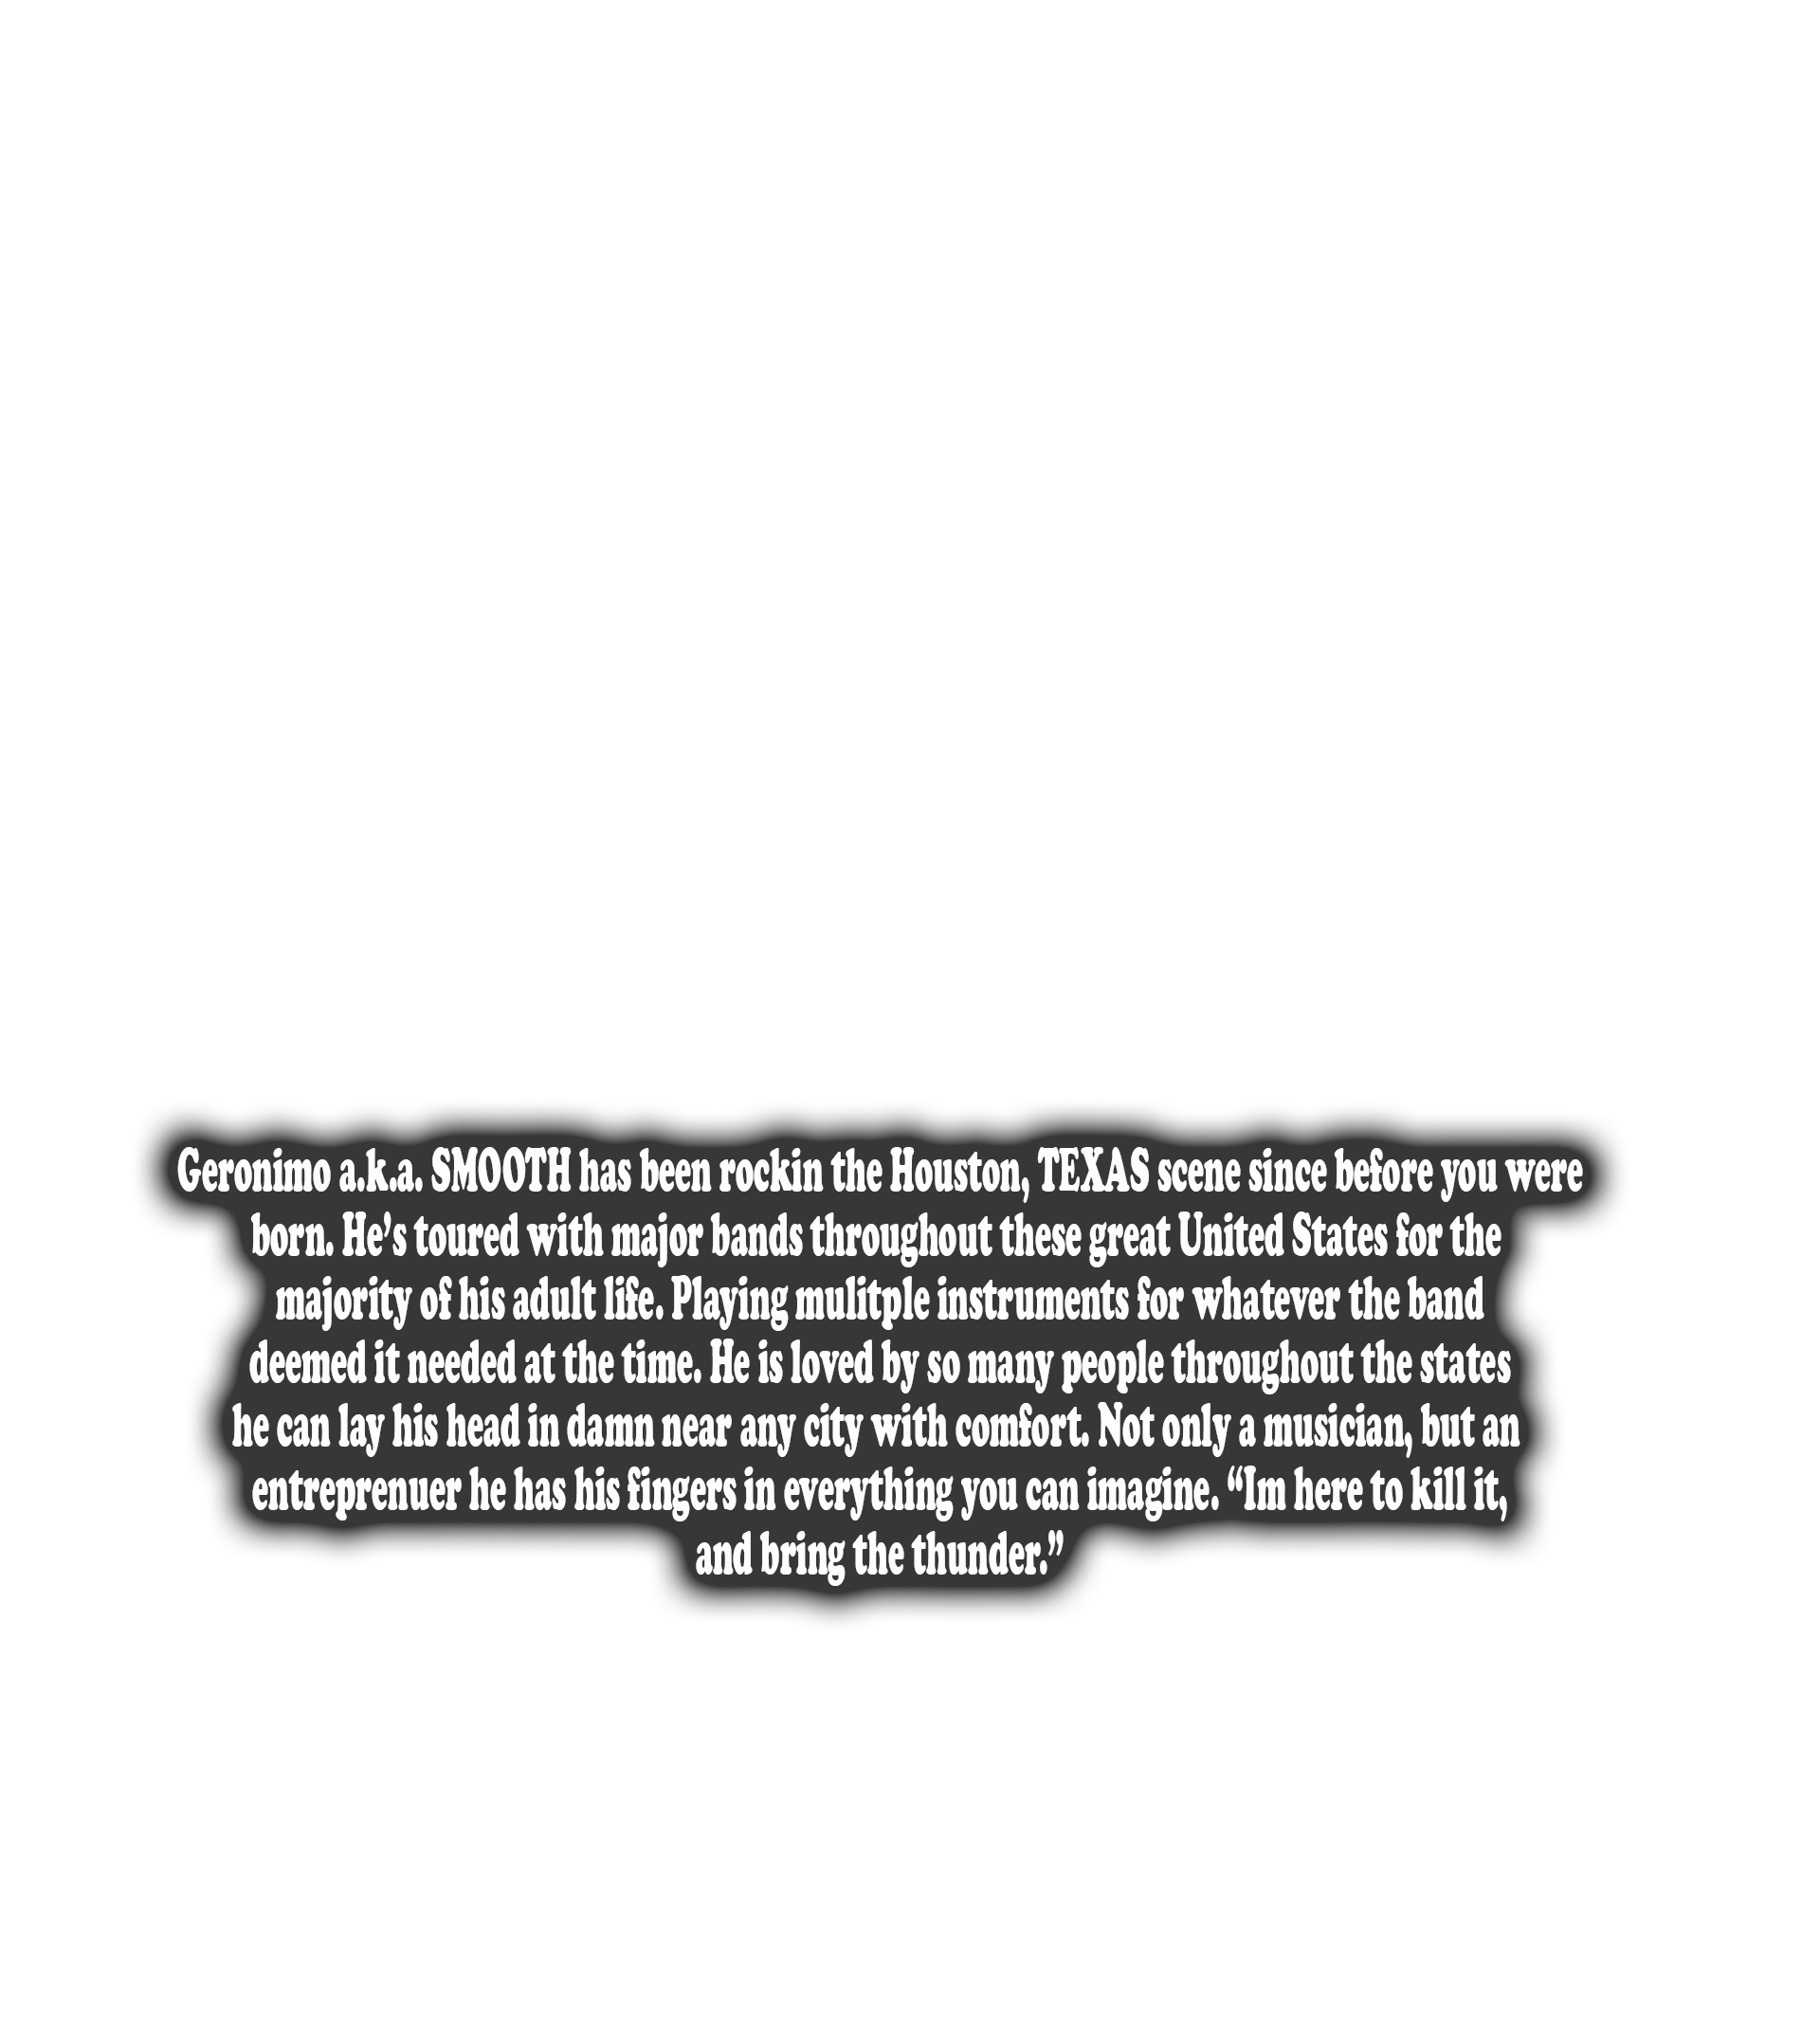 Geronimo a.k.a. SMOOTH has been rockin the Houston, TEXAS scene since before you were
born. He’s toured with major bands throughout these great United States for the
majority of his adult life. Playing mulitple instruments for whatever the band
deemed it needed at the time. He is loved by so many people throughout the states
he can lay his head in damn near any city with comfort. Not only a musician, but an
entreprenuer he has his fingers in everything you can imagine. “Im here to kill it,
and bring the thunder.”